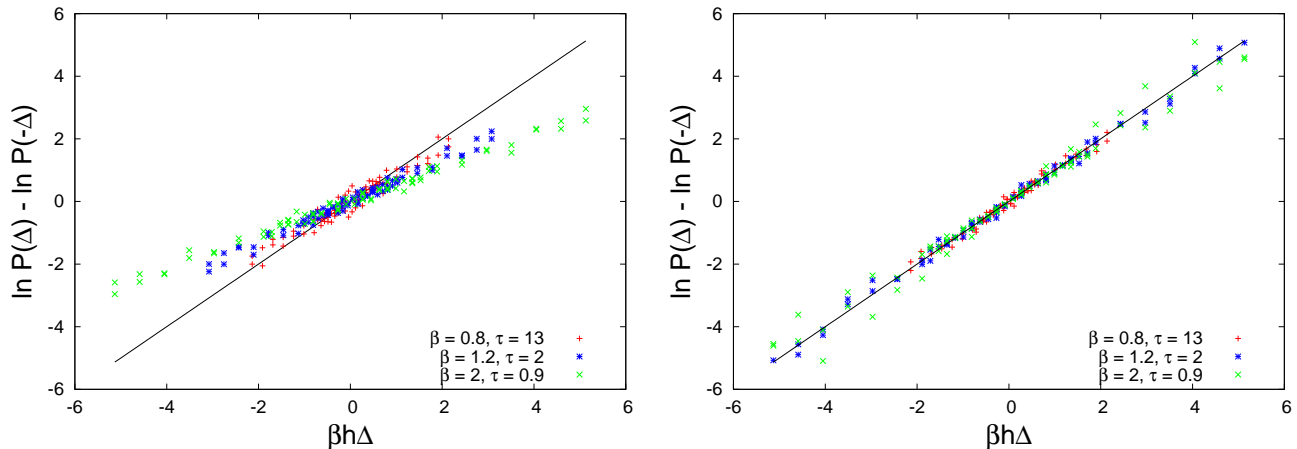 6
4
2
0
-2
-4
-6
-6 -4 -2 0 2 4 6
ln P(Δ) - ln P(-Δ)
βhΔ
β = 0.8, τ = 13
β = 1.2, τ = 2
β = 2, τ = 0.9
6
4
2
0
-2
-4
-6
-6 -4 -2 0 2 4 6
ln P(Δ) - ln P(-Δ)
βhΔ
β = 0.8, τ = 13
β = 1.2, τ = 2
β = 2, τ = 0.9